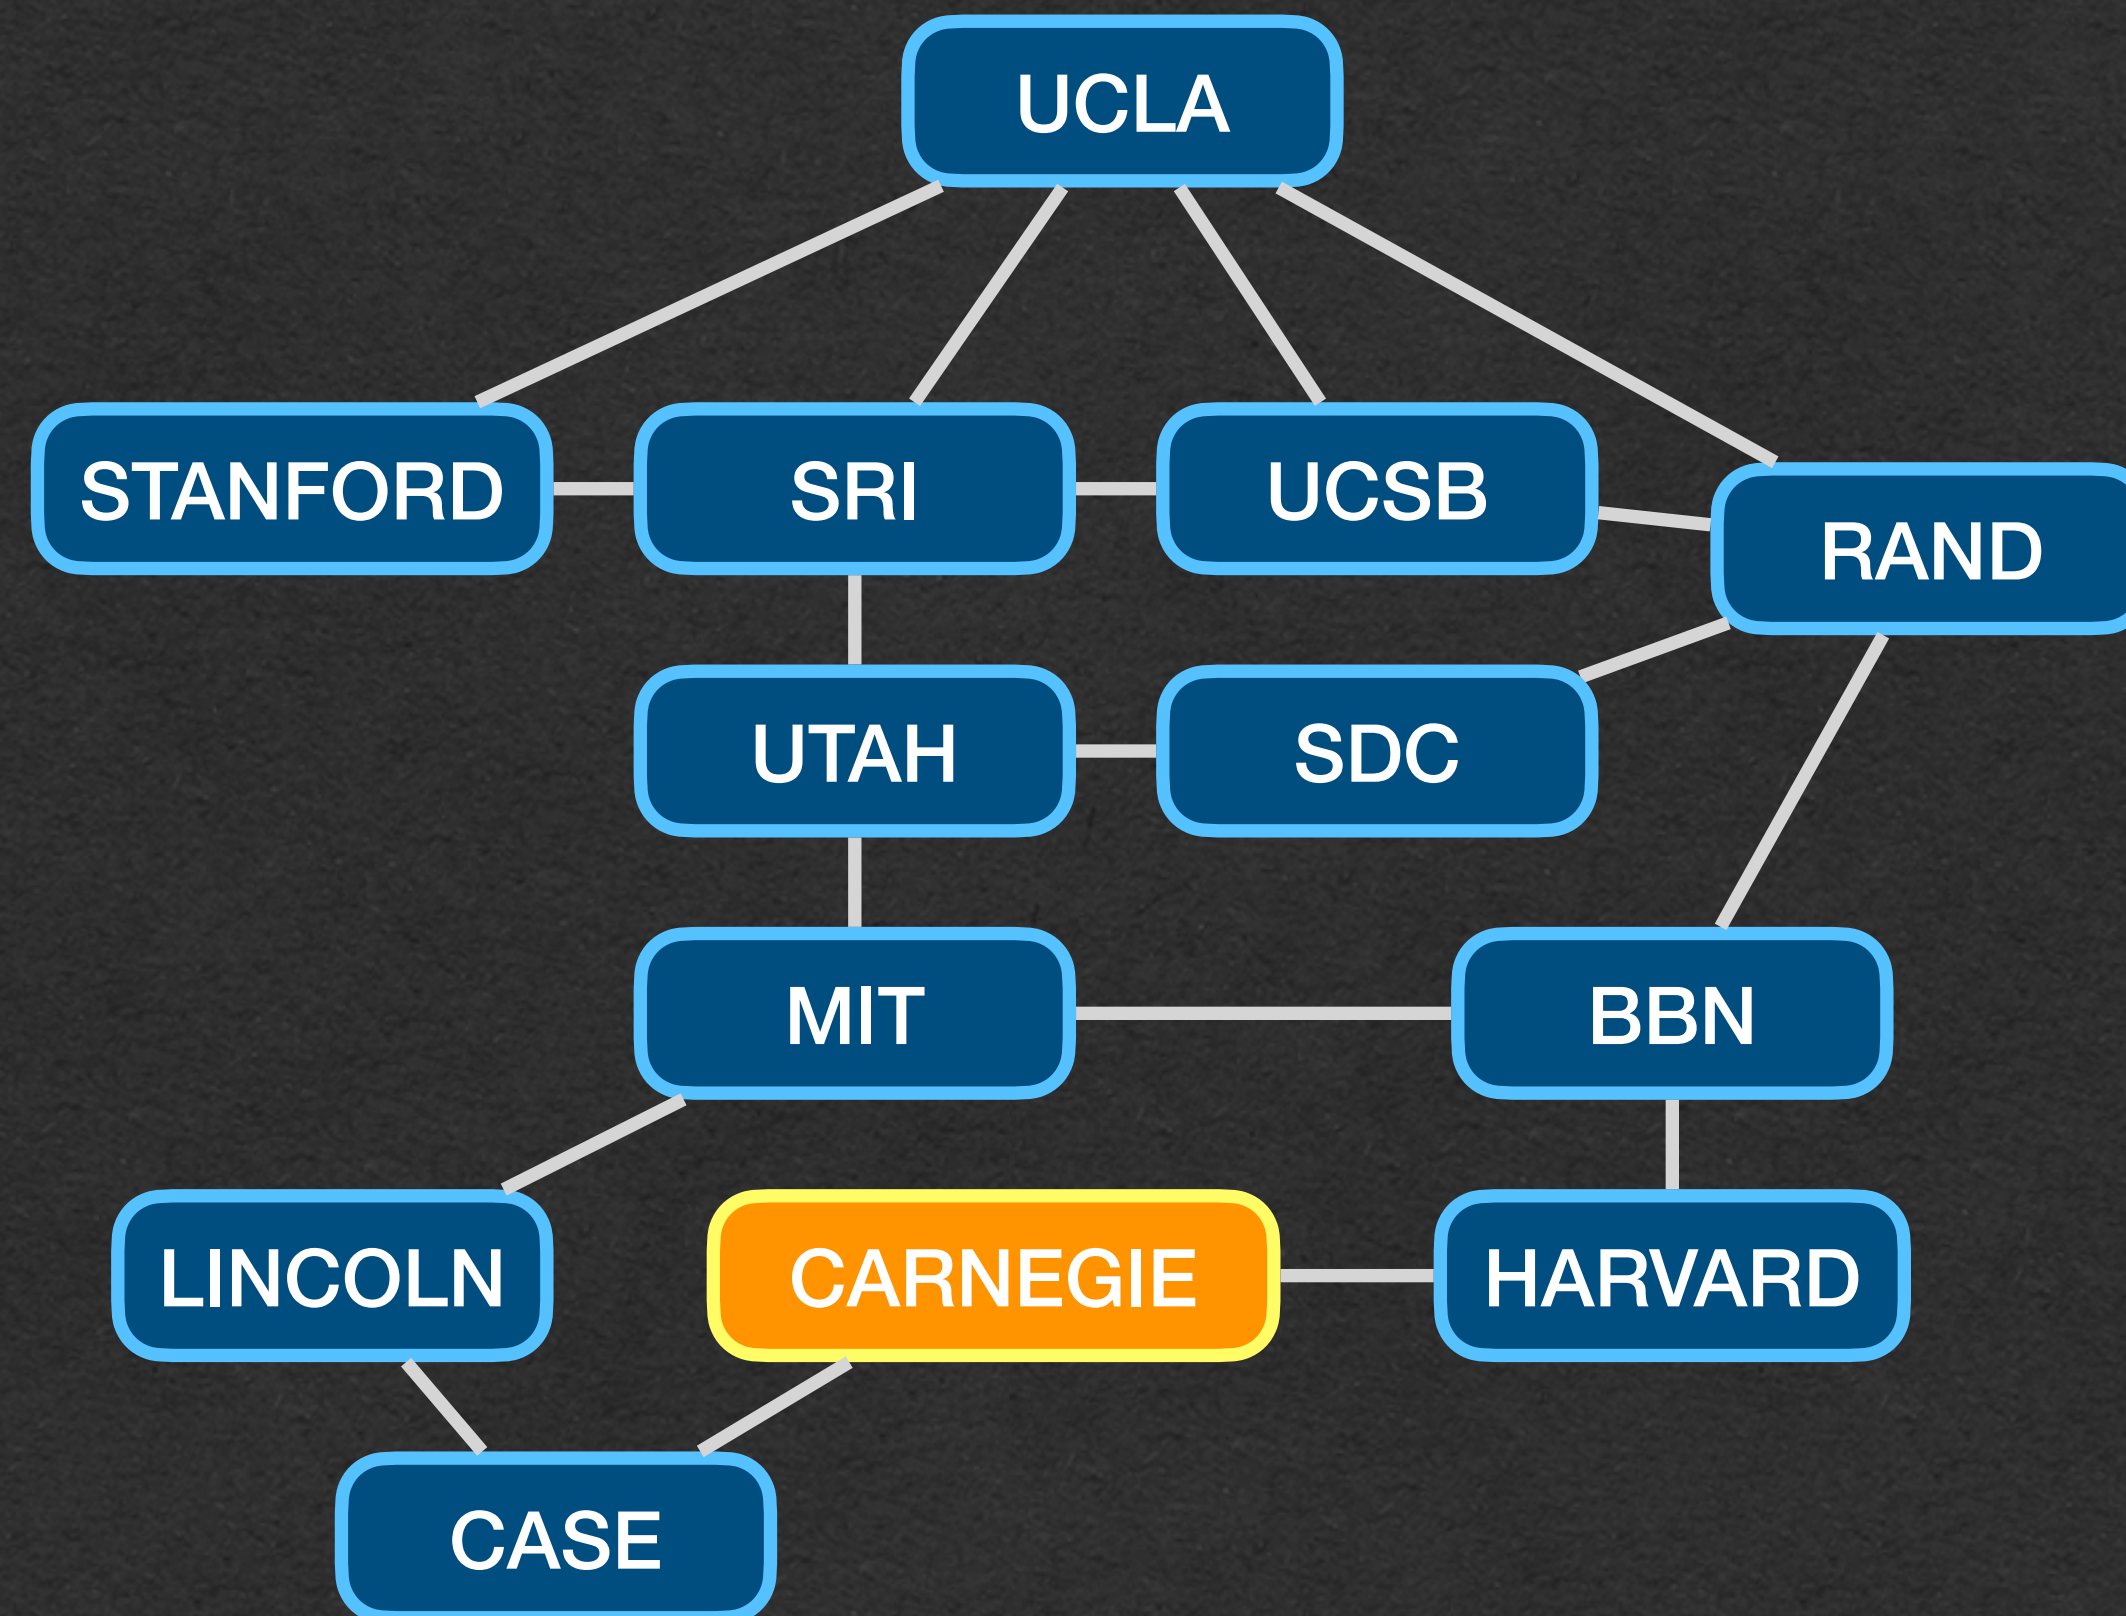 UCLA
STANFORD
SRI
UCSB
RAND
UTAH
SDC
MIT
BBN
LINCOLN
CARNEGIE
HARVARD
CASE